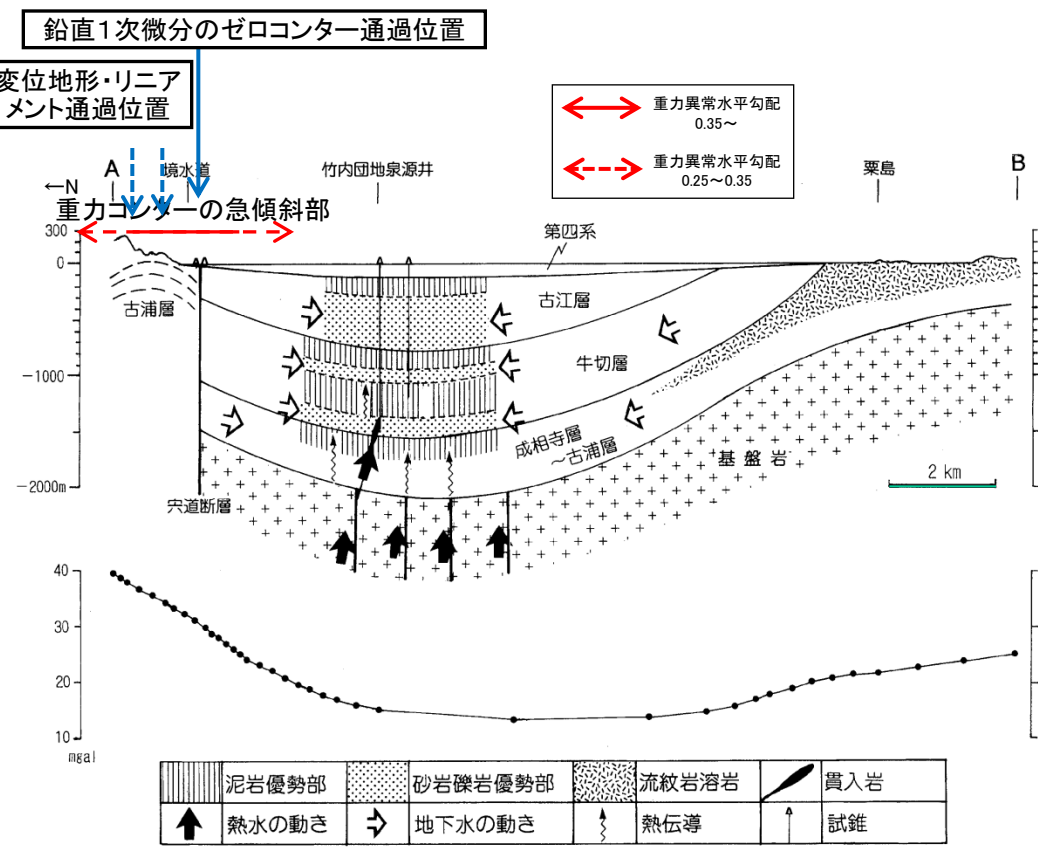 鉛直1次微分のゼロコンター通過位置
変位地形・リニア
メント通過位置
重力異常水平勾配
0.35～
重力異常水平勾配
0.25～0.35
A
境水道
竹内団地泉源井
粟島
B
←N
重力コンターの急傾斜部
300
第四系
0
古浦層
古江層
牛切層
-1000
成相寺層
～古浦層
基盤岩
2 km
-2000m
宍道断層
40
30
20
10
mgal
泥岩優勢部
砂岩礫岩優勢部
流紋岩溶岩
貫入岩
熱水の動き
地下水の動き
熱伝導
試錐